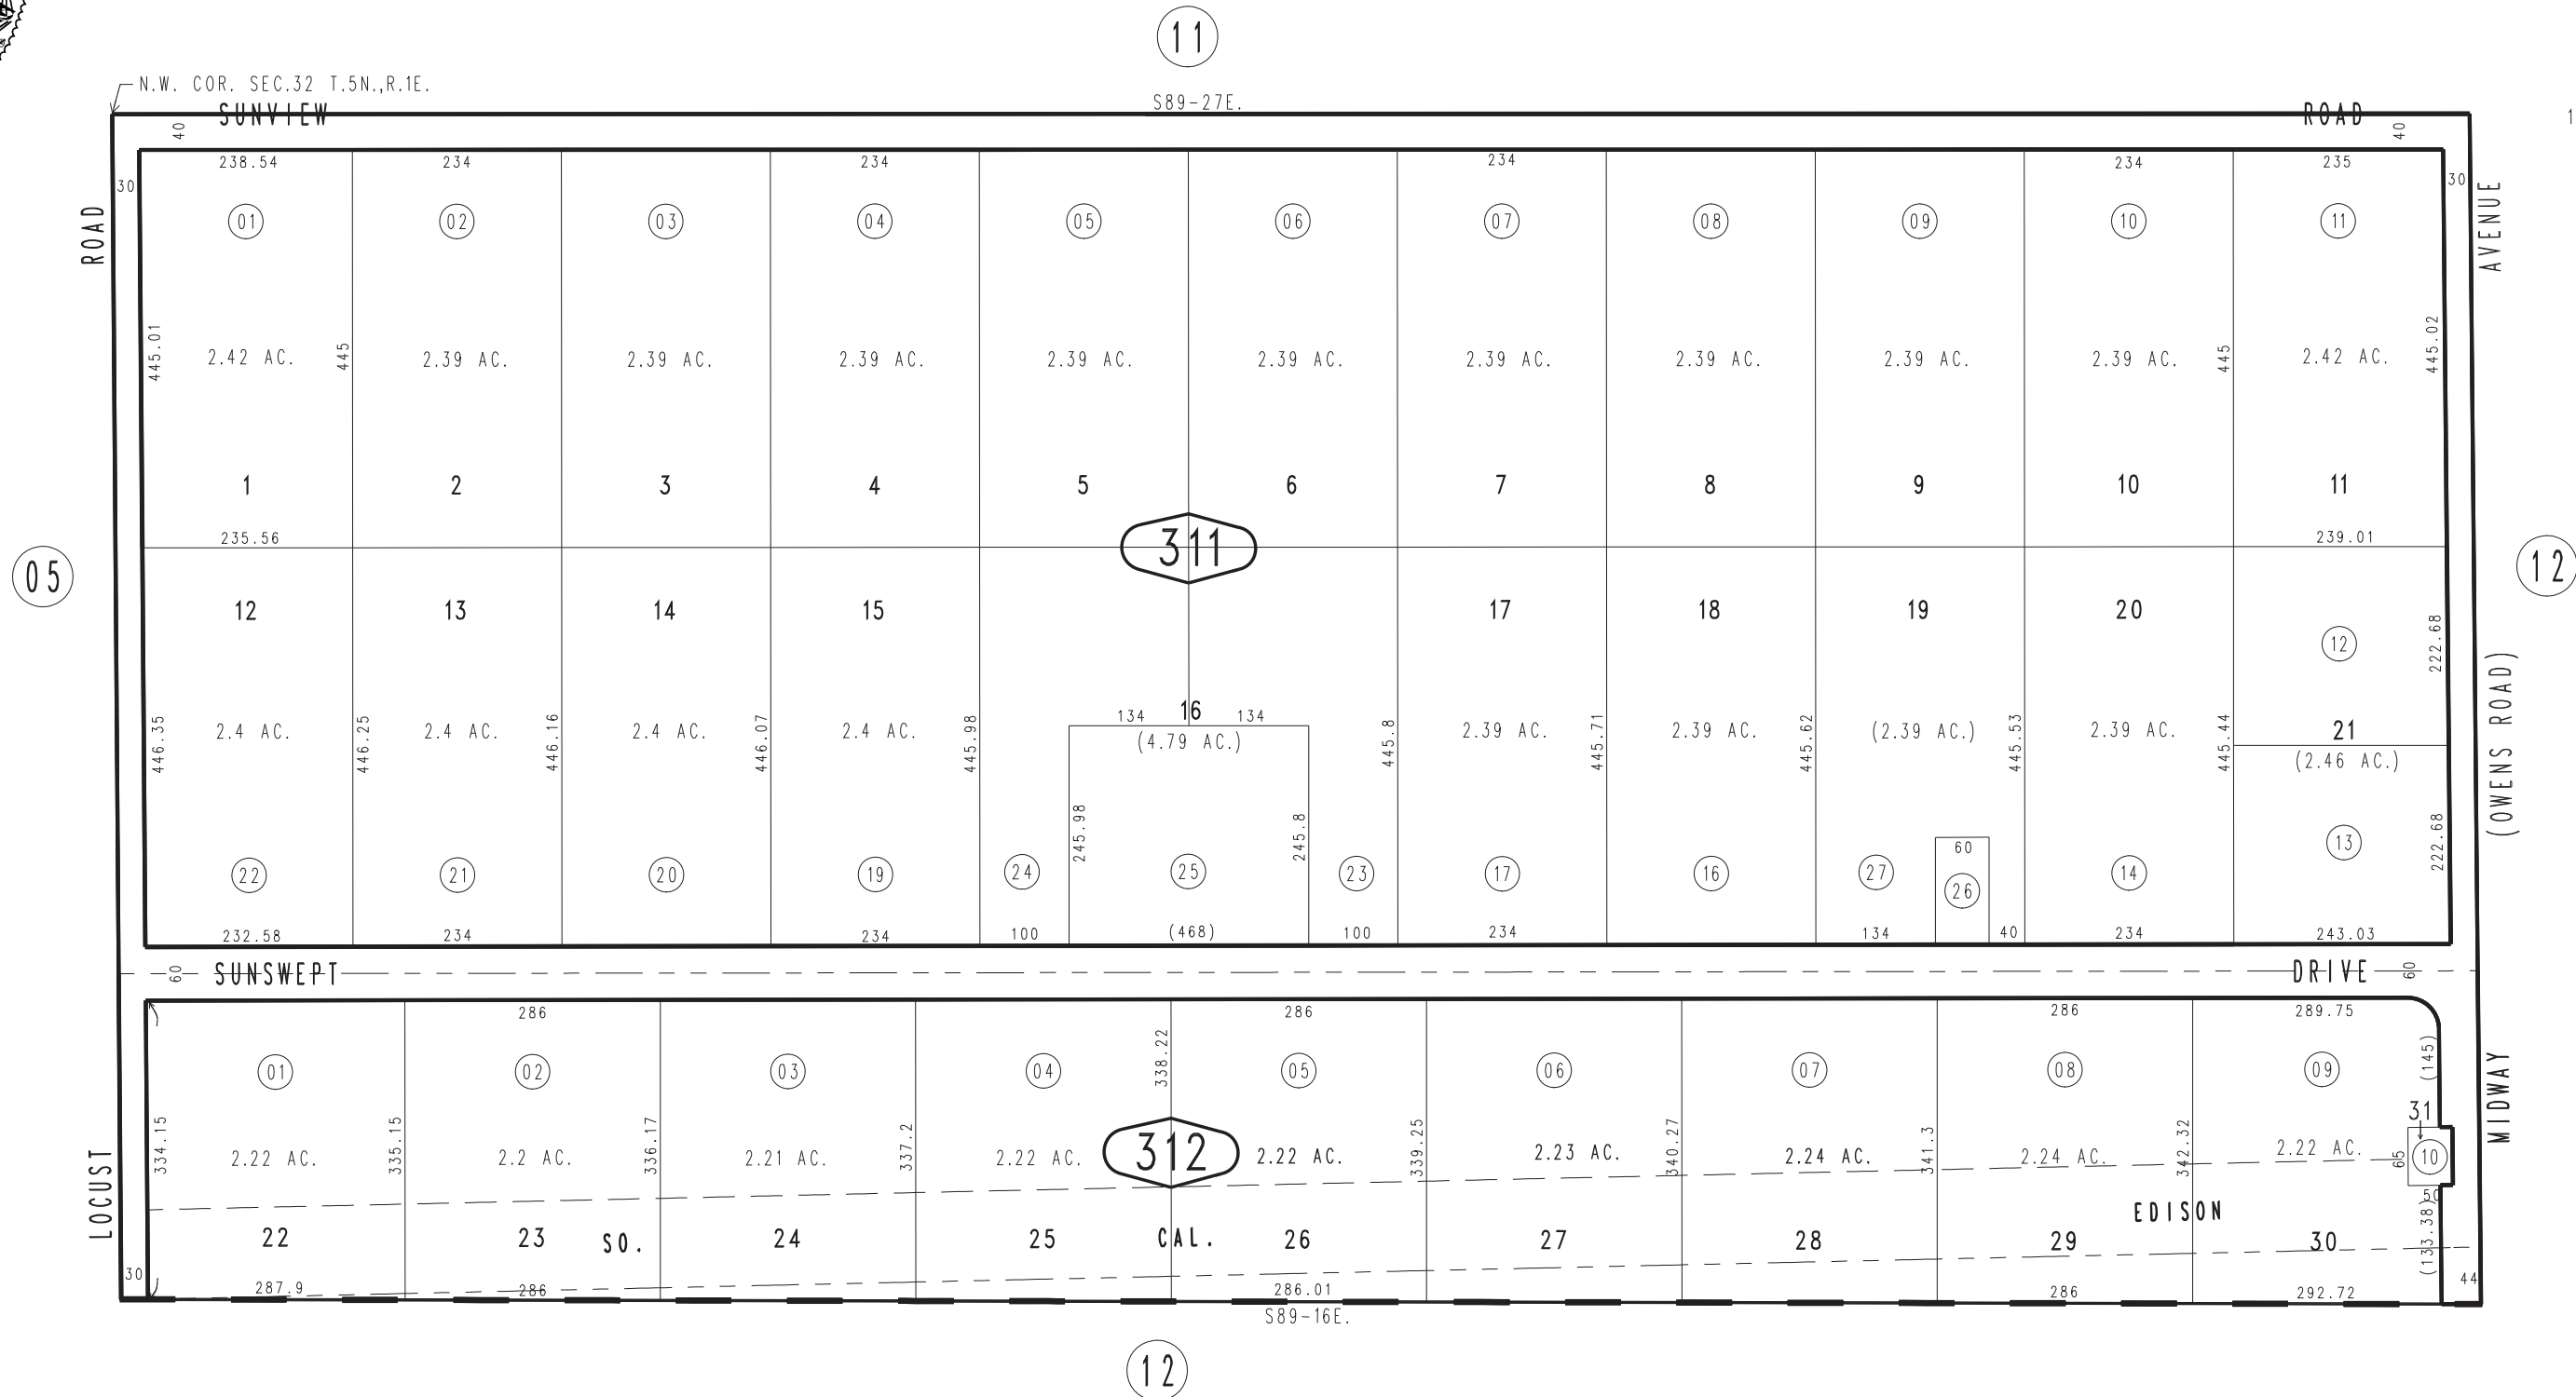 11
N.W. COR. SEC.32 T.5N.,R.1E.
S89-27E.
SUNVIEW ROAD
1
40 40
238.54 234 234 234 234 235
30 30
ROAD AVENUE
01 02 03 04 05 06 07 08 09 10 11
445.01 445 445 445.02
2.42 AC. 2.39 AC. 2.39 AC. 2.39 AC. 2.39 AC. 2.39 AC. 2.39 AC. 2.39 AC. 2.39 AC. 2.39 AC. 2.42 AC.
1 2 3 4 5 6 7 8 9 10 11
235.56 239.01
311
05 12
12 13 14 15 17 18 19 20
12 222.68
(OWENS ROAD)
134 16 134
(4.79 AC.)
446.35 446.25 446.16 446.07 445.98 445.8 445.71 445.62 445.53 445.44
2.4 AC. 2.4 AC. 2.4 AC. 2.4 AC. 2.39 AC. 2.39 AC. (2.39 AC.) 2.39 AC. 21
(2.46 AC.)
245.98 245.8 222.68
60
22 21 20 19 24 25 23 17 16 27 26 14 13
232.58 234 234 100 (468) 100 234 134 40 234 243.03
60 SUNSWEPT DRIVE 60
286 286 286 289.75
01 02 03 04 05 06 07 08 09
338.22 (145)
MIDWAY
31
334.15 335.15 336.17 337.2 339.25 340.27 341.3 342.32
2.22 AC. 2.2 AC. 2.21 AC. 2.22 AC. 312 2.22 AC. 2.23 AC. 2.24 AC. 2.24 AC. 2.22 AC. 65 10
50
LOCUST
22 23 SO. 24 25 CAL. 26 27 28 29 EDISON 30
(133.38)
30 44
287.9 286 286.01 286 292.72
S89-16E.
12